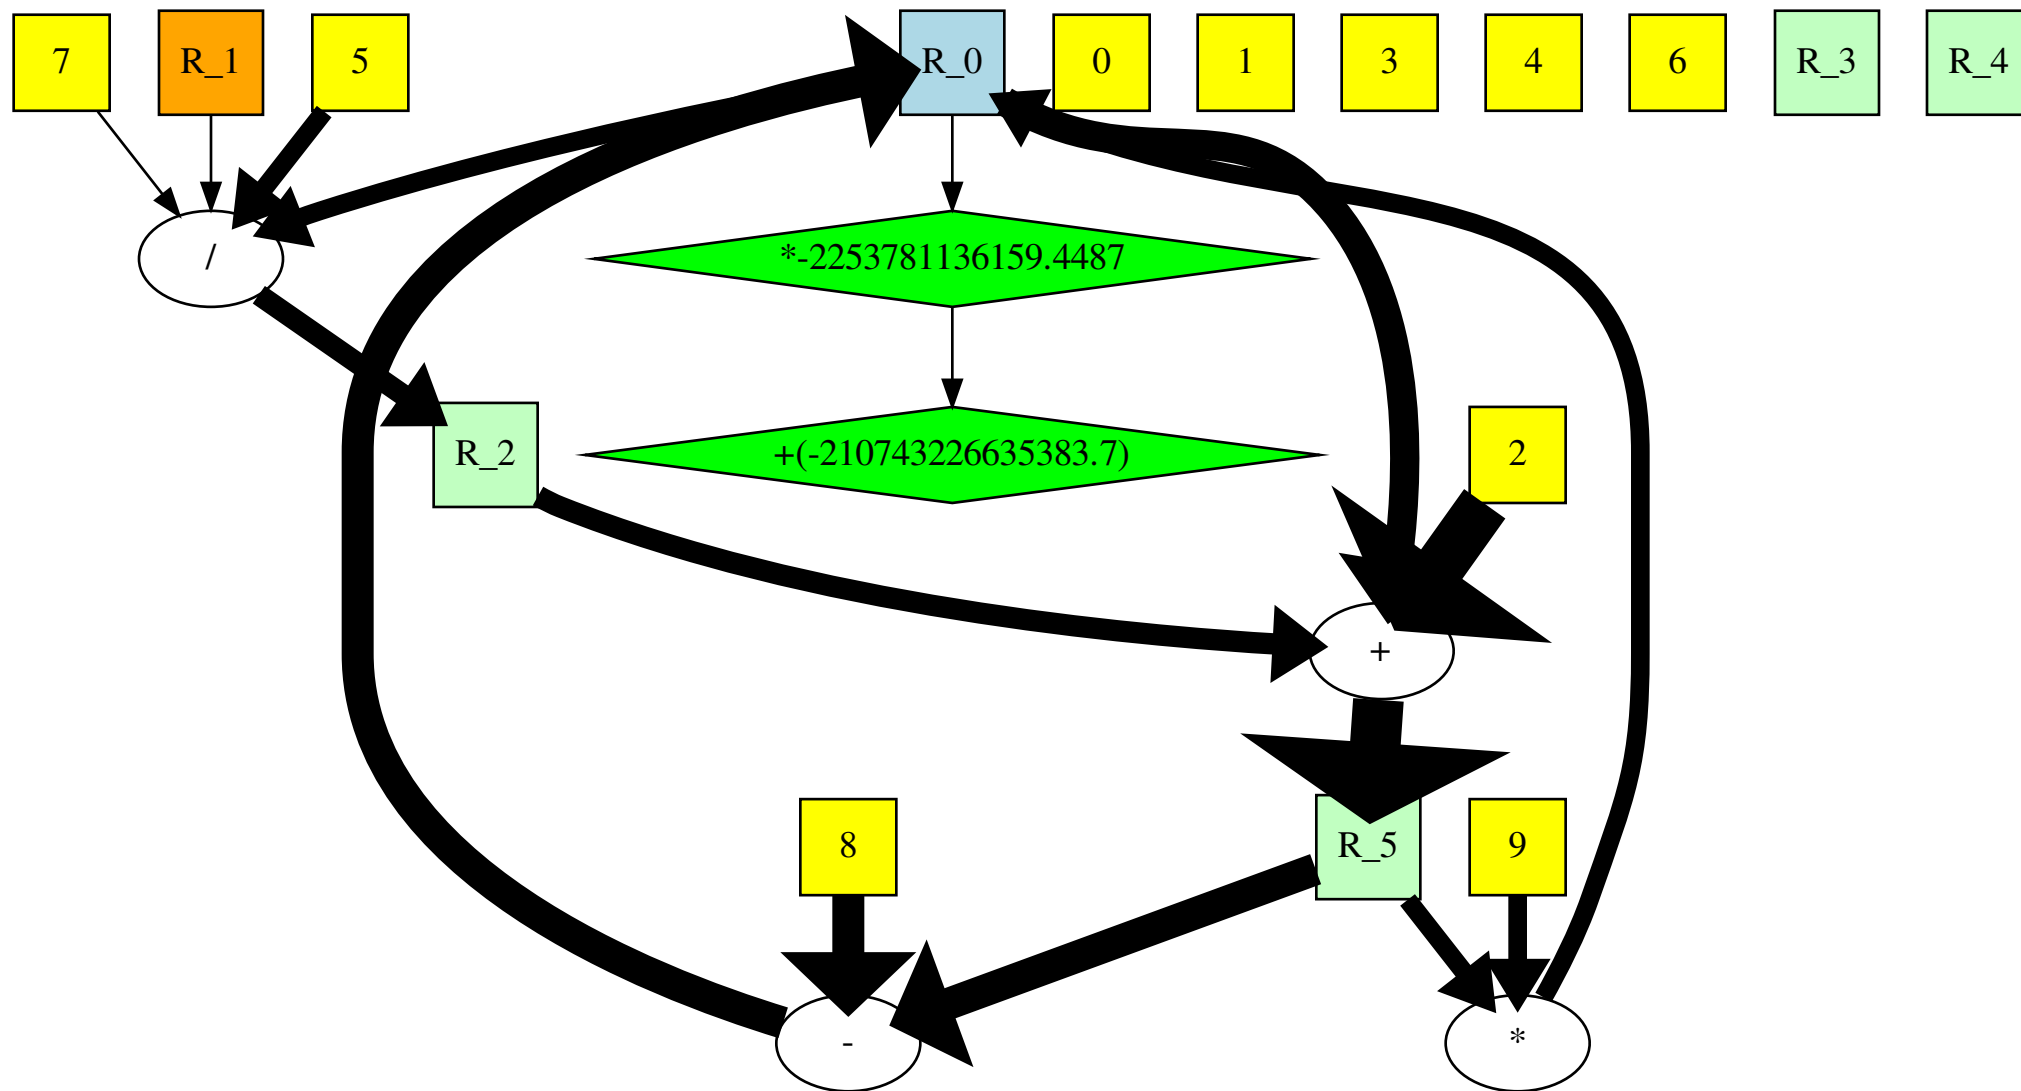 7
R_1
5
R_0
0
1
3
4
6
R_3
R_4
/
*-2253781136159.4487
R_2
+(-210743226635383.7)
2
+
8
R_5
9
-
*